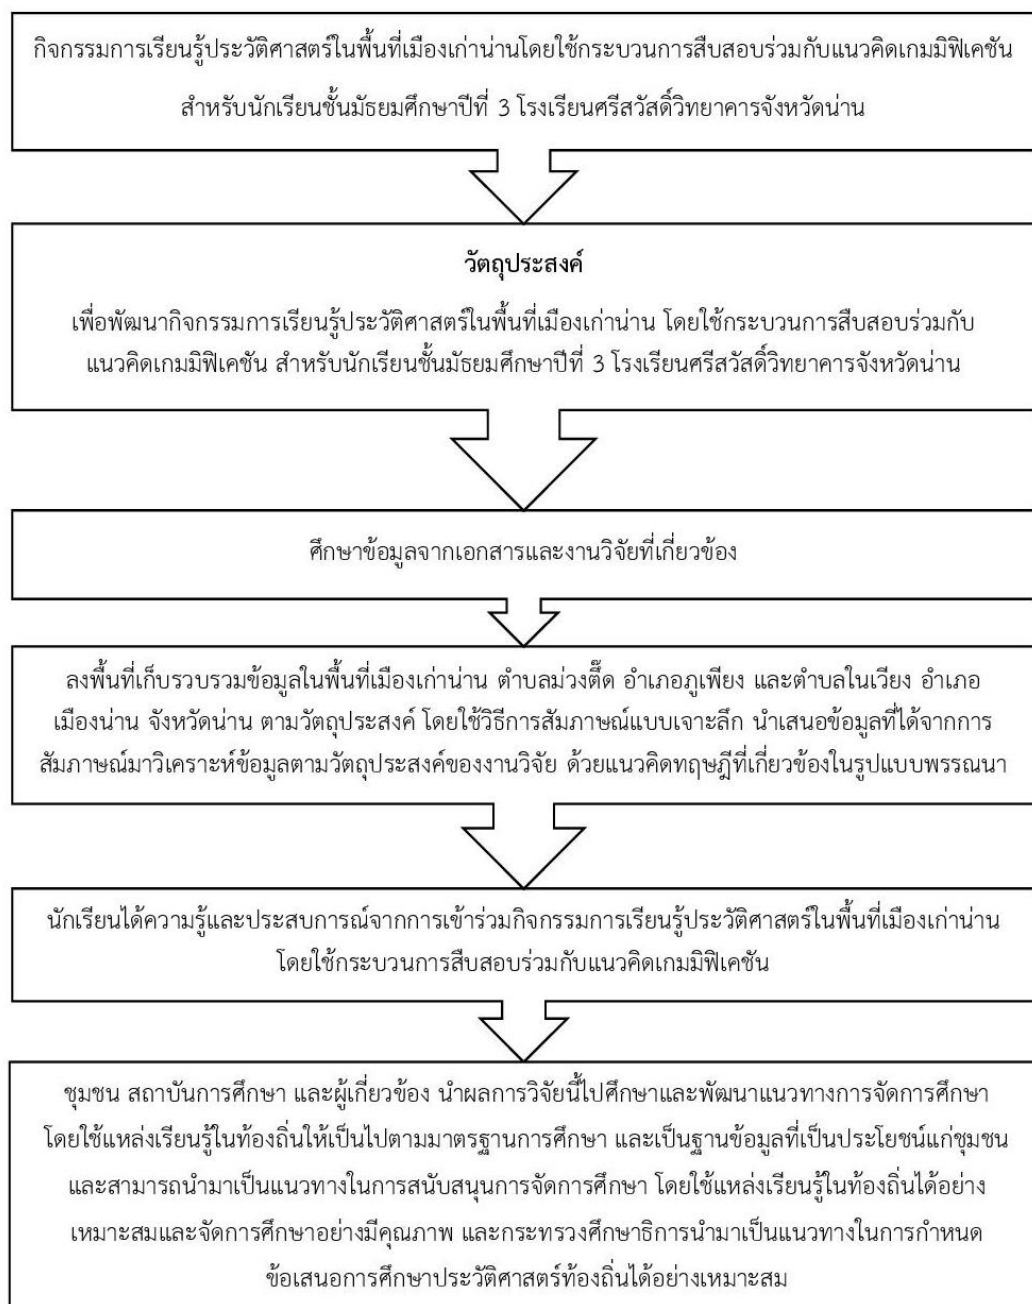 กิจกรรมการเรียนรู้ประวัติศาสตร์ในพื้นที่เมืองเก่าน่านโดยใช้กระบวนการสืบสอบร่วมกับแนวคิดเกมมิฟิเคชัน
สำหรับนักเรียนชั้นมัธยมศึกษาปีที่ 3 โรงเรียนศรีสวัสดิ์วิทยาคารจังหวัดน่าน
วัตถุประสงค์
เพื่อพัฒนากิจกรรมการเรียนรู้ประวัติศาสตร์ในพื้นที่เมืองเก่าน่าน โดยใช้กระบวนการสืบสอบร่วมกับ
แนวคิดเกมมิฟิเคชัน สำหรับนักเรียนชั้นมัธยมศึกษาปีที่ 3 โรงเรียนศรีสวัสดิ์วิทยาคารจังหวัดน่าน
ศึกษาข้อมูลจากเอกสารและงานวิจัยที่เกี่ยวข้อง
ลงพื้นที่เก็บรวบรวมข้อมูลในพื้นที่เมืองเก่าน่าน ตำบลม่วงตึ๊ด อำเภอภูเพียง และตำบลในเวียง อำเภอ
เมืองน่าน จังหวัดน่าน ตามวัตถุประสงค์ โดยใช้วิธีการสัมภาษณ์แบบเจาะลึก นำเสนอข้อมูลที่ได้จากการ
สัมภาษณ์มาวิเคราะห์ข้อมูลตามวัตถุประสงค์ของงานวิจัย ด้วยแนวคิดทฤษฎีที่เกี่ยวข้องในรูปแบบพรรณนา
นักเรียนได้ความรู้และประสบการณ์จากการเข้าร่วมกิจกรรมการเรียนรู้ประวัติศาสตร์ในพื้นที่เมืองเก่าน่าน
โดยใช้กระบวนการสืบสอบร่วมกับแนวคิดเกมมิฟิเคชัน
ชุมชน สถาบันการศึกษา และผู้เกี่ยวข้อง นำผลการวิจัยนี้ไปศึกษาและพัฒนาแนวทางการจัดการศึกษา
โดยใช้แหล่งเรียนรู้ในท้องถิ่นให้เป็นไปตามมาตรฐานการศึกษา และเป็นฐานข้อมูลที่เป็นประโยชน์แก่ชุมชน
และสามารถนำมาเป็นแนวทางในการสนับสนุนการจัดการศึกษา โดยใช้แหล่งเรียนรู้ในท้องถิ่นได้อย่าง
เหมาะสมและจัดการศึกษาอย่างมีคุณภาพ และกระทรวงศึกษาธิการนำมาเป็นแนวทางในการกำหนด
ข้อเสนอการศึกษาประวัติศาสตร์ท้องถิ่นได้อย่างเหมาะสม